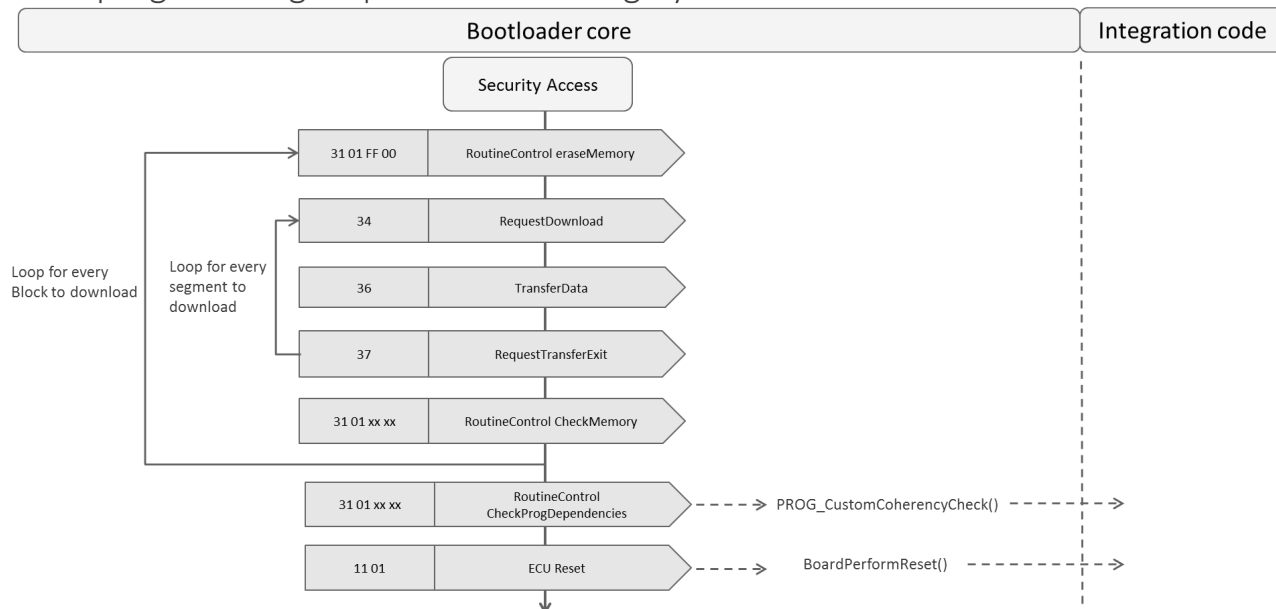 Bootloader core
Integration code
Security Access
31 01 FF 00
RoutineControl eraseMemory
34
RequestDownload
Loop for every
Block to download
Loop for every
segment to
download
36
TransferData
37
RequestTransferExit
31 01 xx xx
RoutineControl CheckMemory
31 01 xx xx
RoutineControl
CheckProgDependencies
PROG_CustomCoherencyCheck()
11 01
ECU Reset
BoardPerformReset()